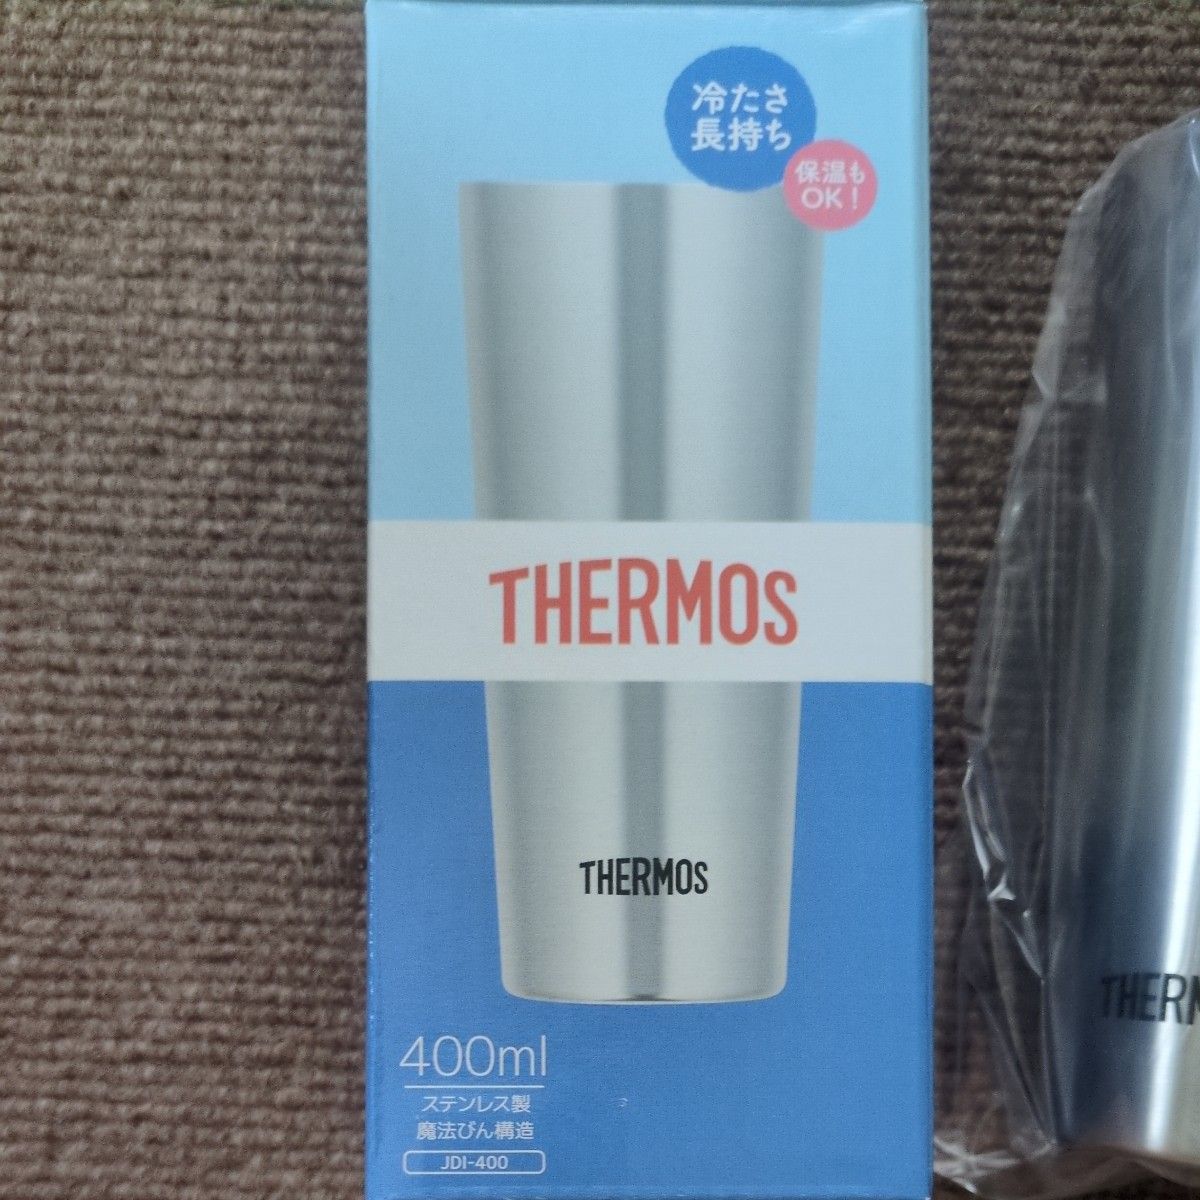 冷たさ
長持ち
保温も
OK!
THERMOS
THERMOS
400ml
ステンレス製
魔法びん構造
JDI-400
THERM